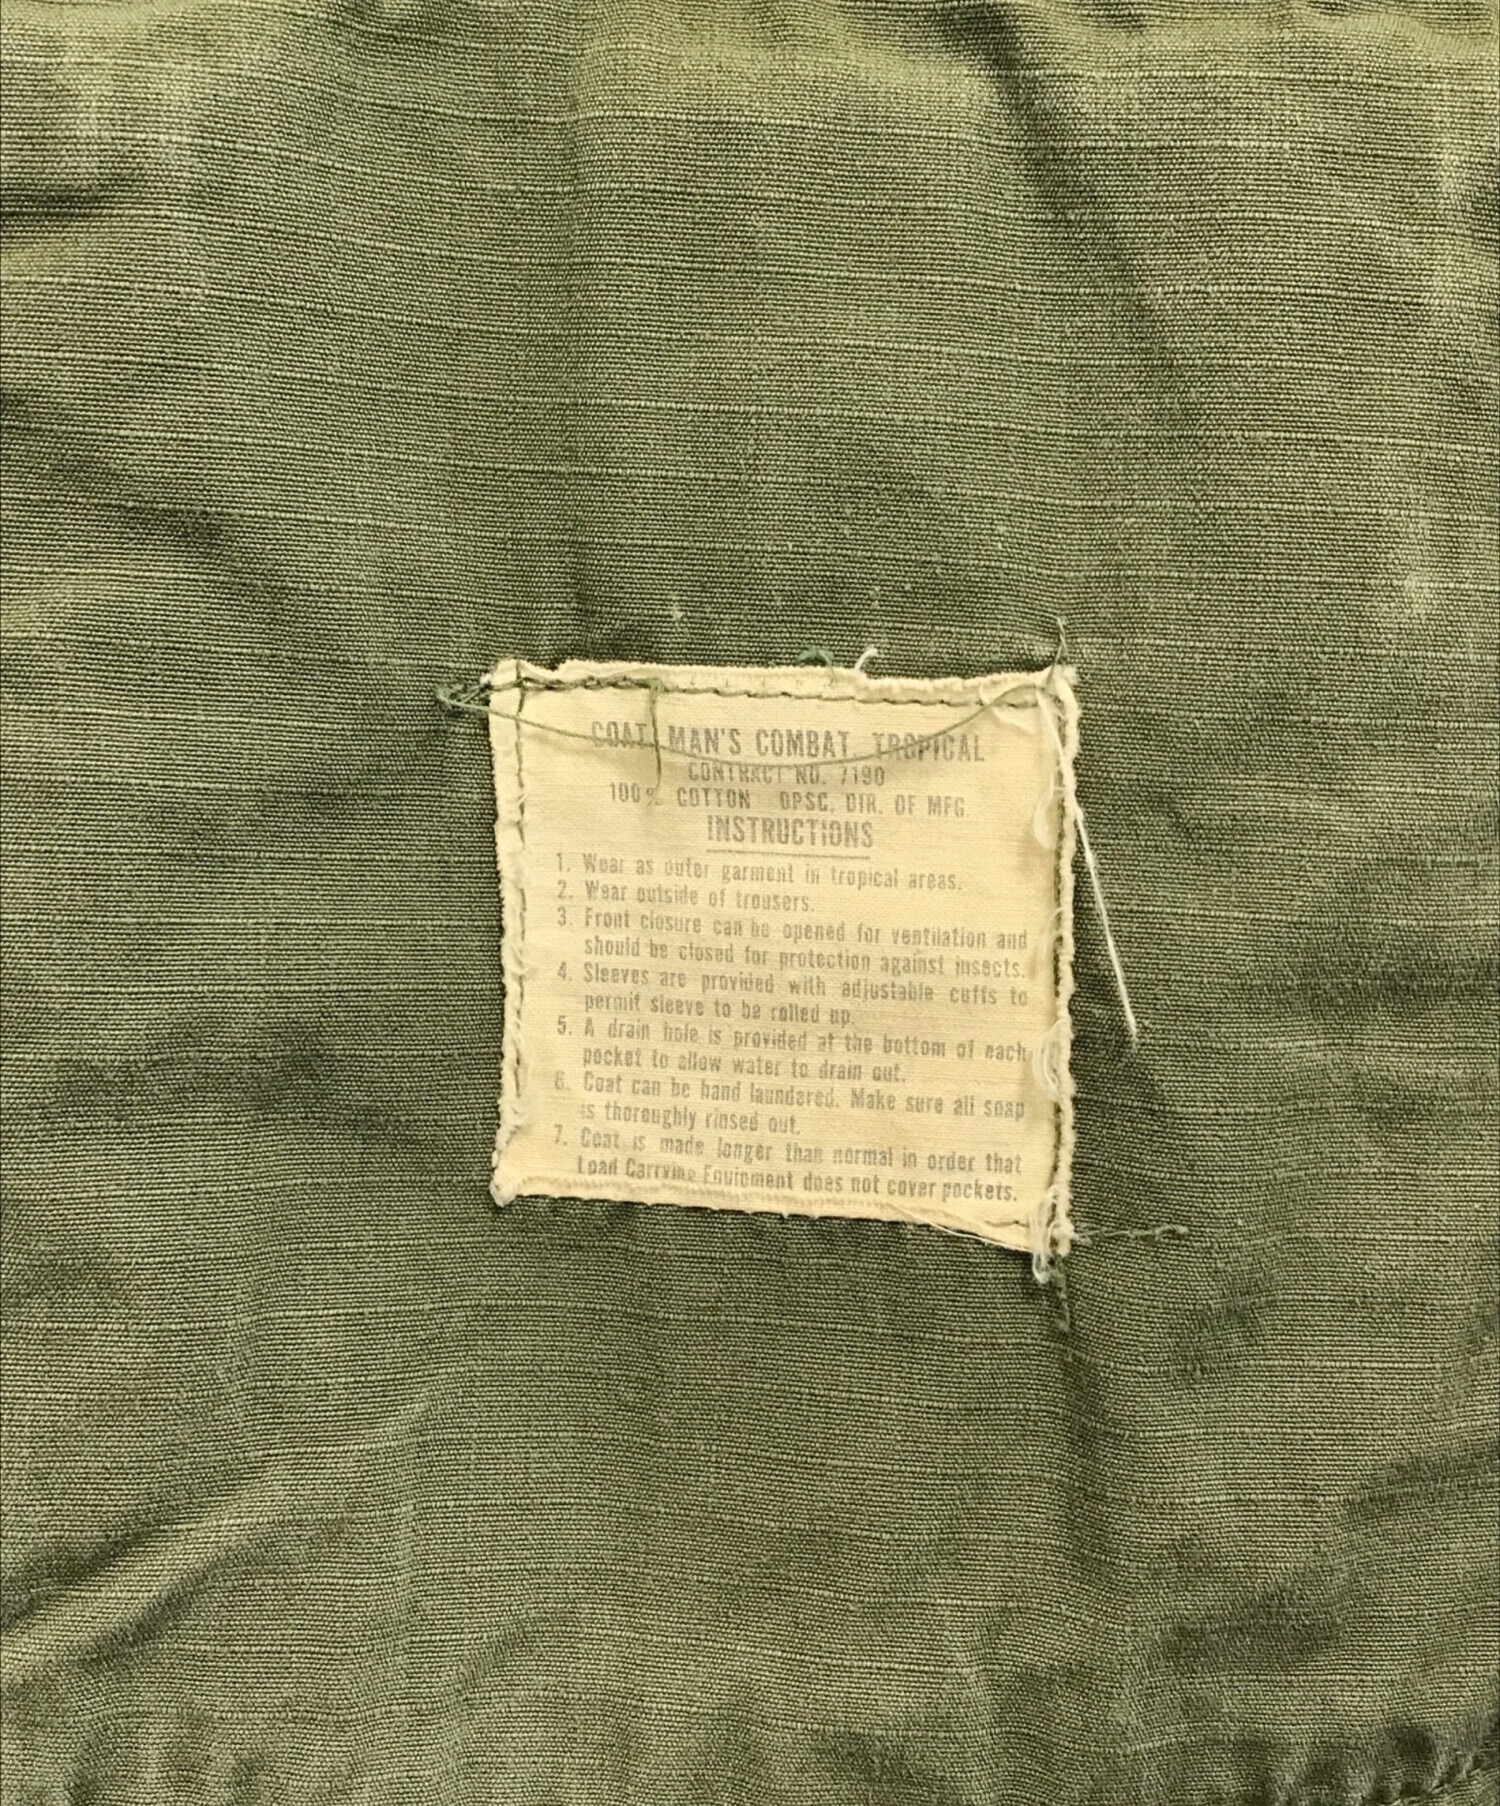 COAT, MAN'S COMBAT, TROPICAL
CONTRACT NO. 7190
100% COTTON DPSC, DIR. OF MFG.
INSTRUCTIONS
1. Wear as outer garment in tropical areas.
2. Wear outside of trousers.
3. Front closure can be opened for ventilation and
should be closed for protection against insects.
4. Sleeves are provided with adjustable cuffs to
permit sleeve to be rolled up.
5. A drain hole is provided at the bottom of each
pocket to allow water to drain out.
6. Coat can be hand laundered. Make sure all soap
is thoroughly rinsed out.
7. Coat is made longer than normal in order that
Load Carrying Equipment does not cover pockets.